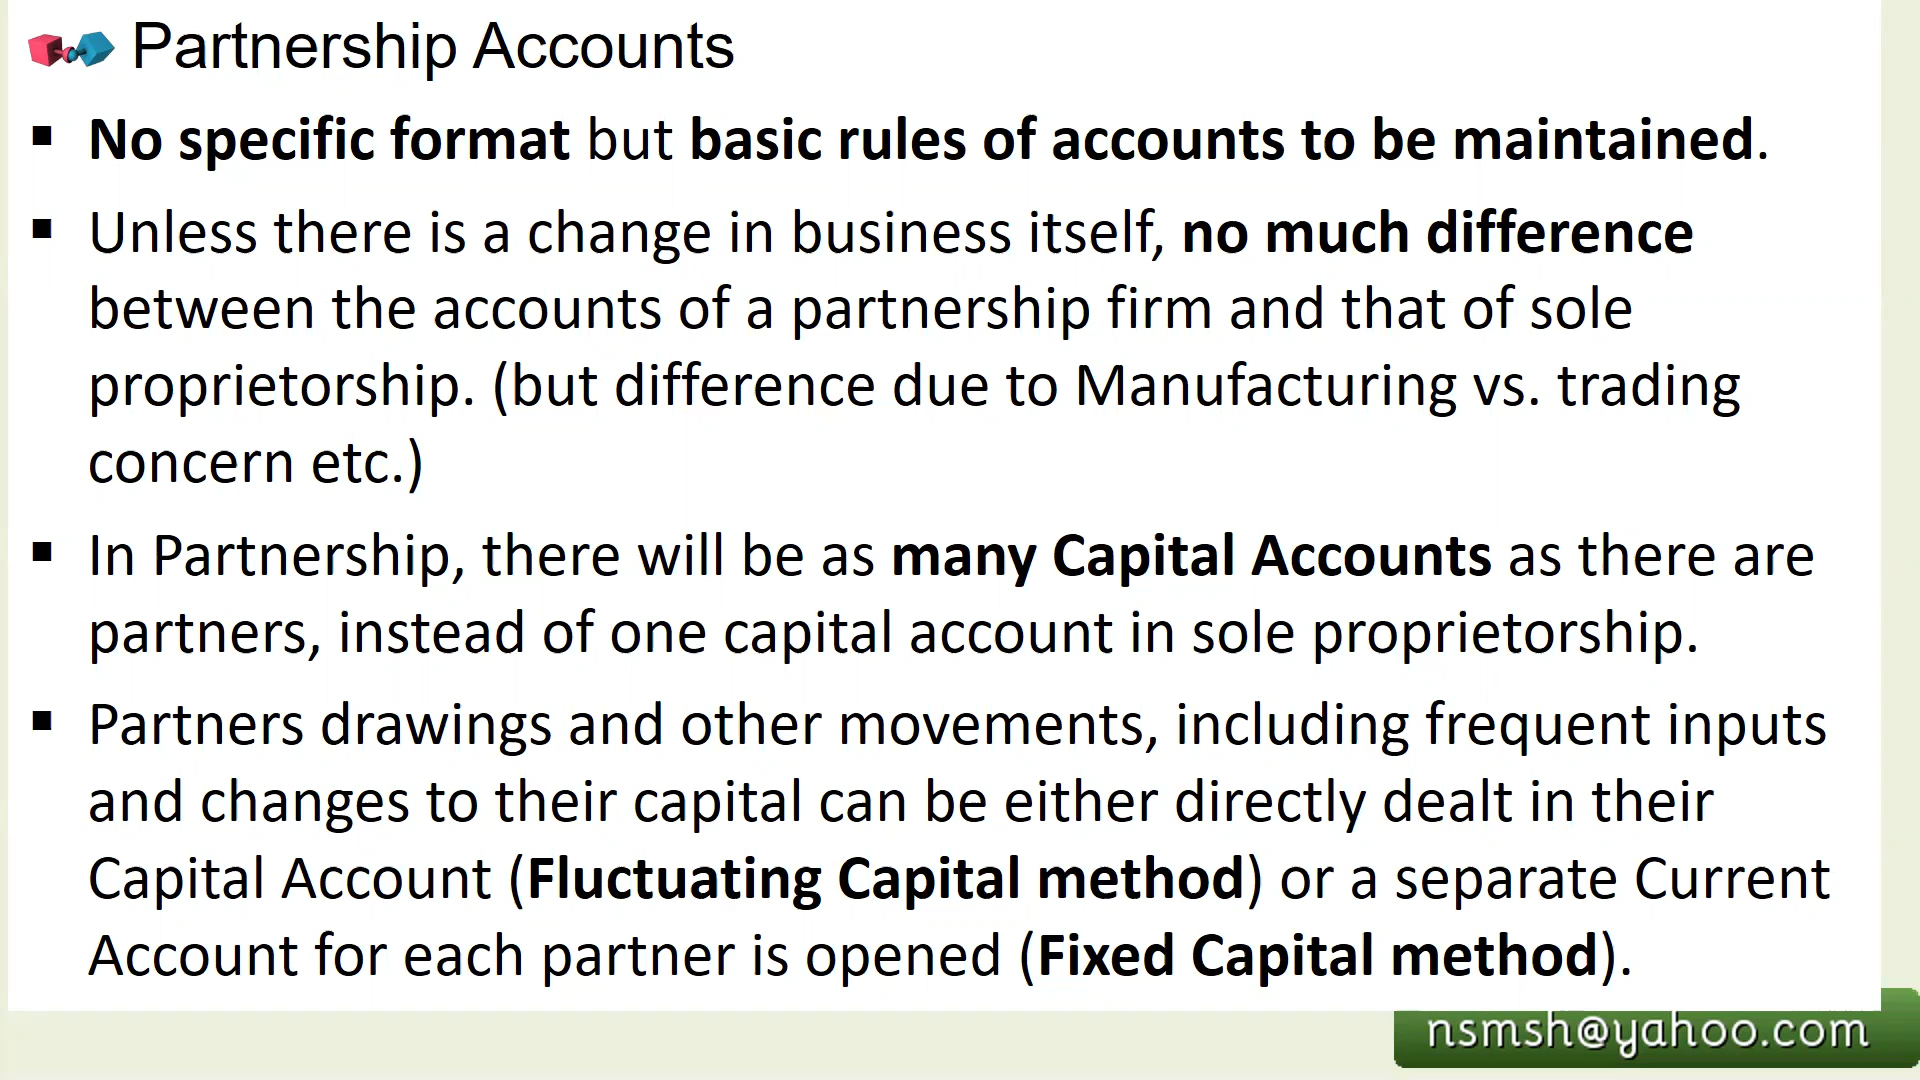 Partnership Accounts
▪ No specific format but basic rules of accounts to be maintained.
▪ Unless there is a change in business itself, no much difference
between the accounts of a partnership firm and that of sole
proprietorship. (but difference due to Manufacturing vs. trading
concern etc.)
▪ In Partnership, there will be as many Capital Accounts as there are
partners, instead of one capital account in sole proprietorship.
▪ Partners drawings and other movements, including frequent inputs
and changes to their capital can be either directly dealt in their
Capital Account (Fluctuating Capital method) or a separate Current
Account for each partner is opened (Fixed Capital method).
nsmsh@yahoo.com